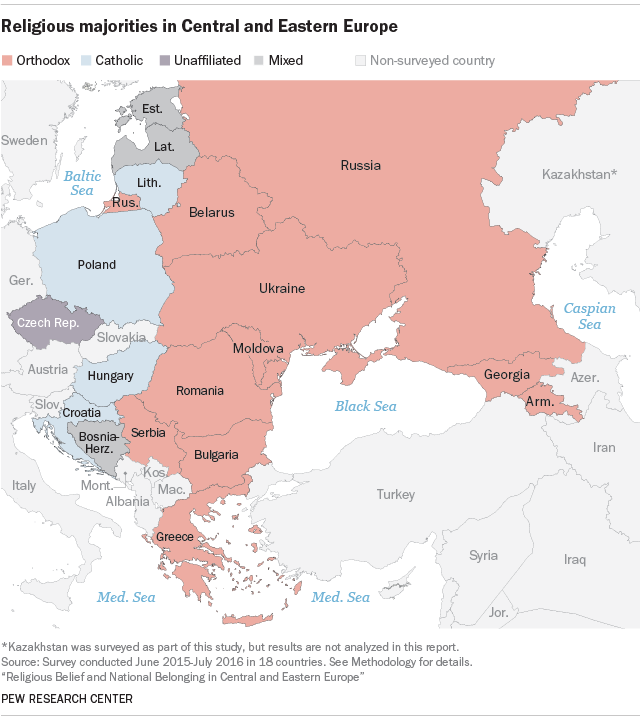 Religious majorities in Central and Eastern Europe
Orthodox Catholic Unaffiliated Mixed Non-surveyed country
Est.
Sweden
Lat.
Russia
Baltic
Sea
Lith.
Kazakhstan*
Rus.
Belarus
Poland
Ger.
Ukraine
Caspian
Sea
Czech Rep.
Slovakia
Moldova
Austria
Hungary
Georgia
Azer.
Romania
Arm.
Slov.
Croatia
Black Sea
Bosnia-
Herz.
Serbia
Iran
Bulgaria
Kos.
Italy
Mont.
Mac.
Turkey
Albania
Greece
Syria
Iraq
Med. Sea
Med. Sea
Jor.
*Kazakhstan was surveyed as part of this study, but results are not analyzed in this report.
Source: Survey conducted June 2015-July 2016 in 18 countries. See Methodology for details.
“Religious Belief and National Belonging in Central and Eastern Europe”
PEW RESEARCH CENTER